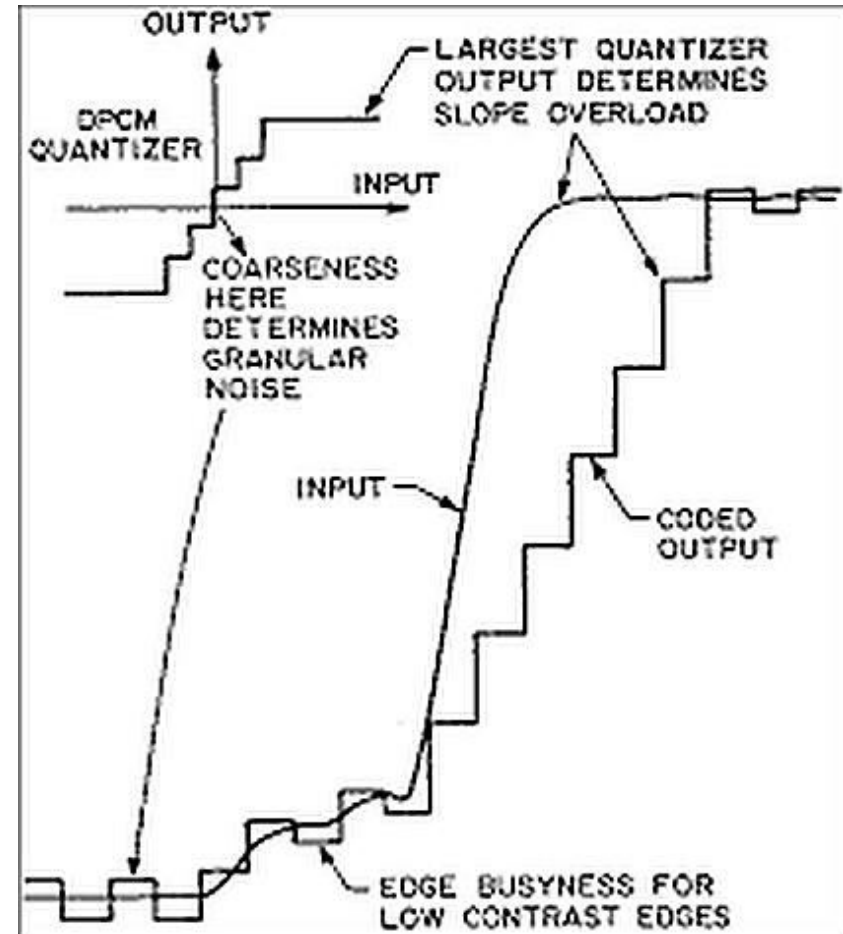 OUTPUT
LARGEST QUANTIZER
OUTPUT DETERMINES
SLOPE OVERLOAD
DPCM
QUANTIZER
INPUT
COARSENESS
HERE
DETERMINES
GRANULAR
NOISE
INPUT
CODED
OUTPUT
EDGE BUSYNESS FOR
LOW CONTRAST EDGES